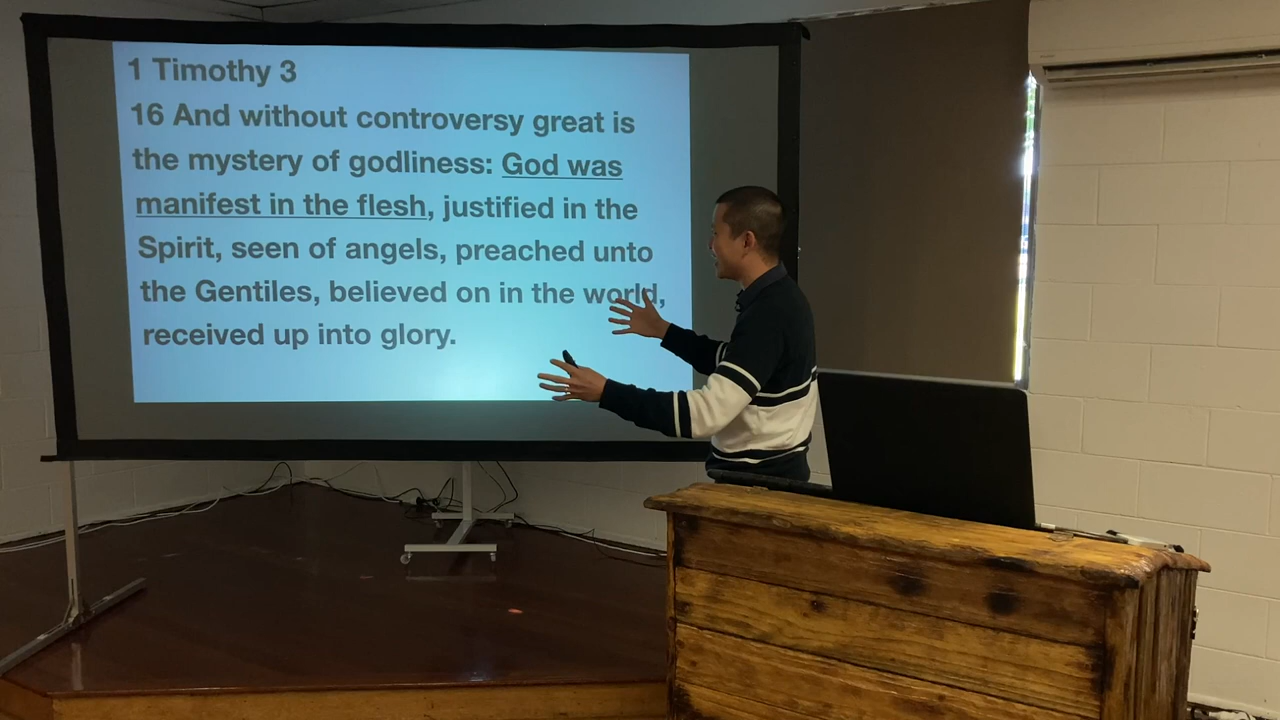 1 Timothy 3
16 And without controversy great is
the mystery of godliness: God was
manifest in the flesh, justified in the
Spirit, seen of angels, preached unto
the Gentiles, believed on in the world,
received up into glory.